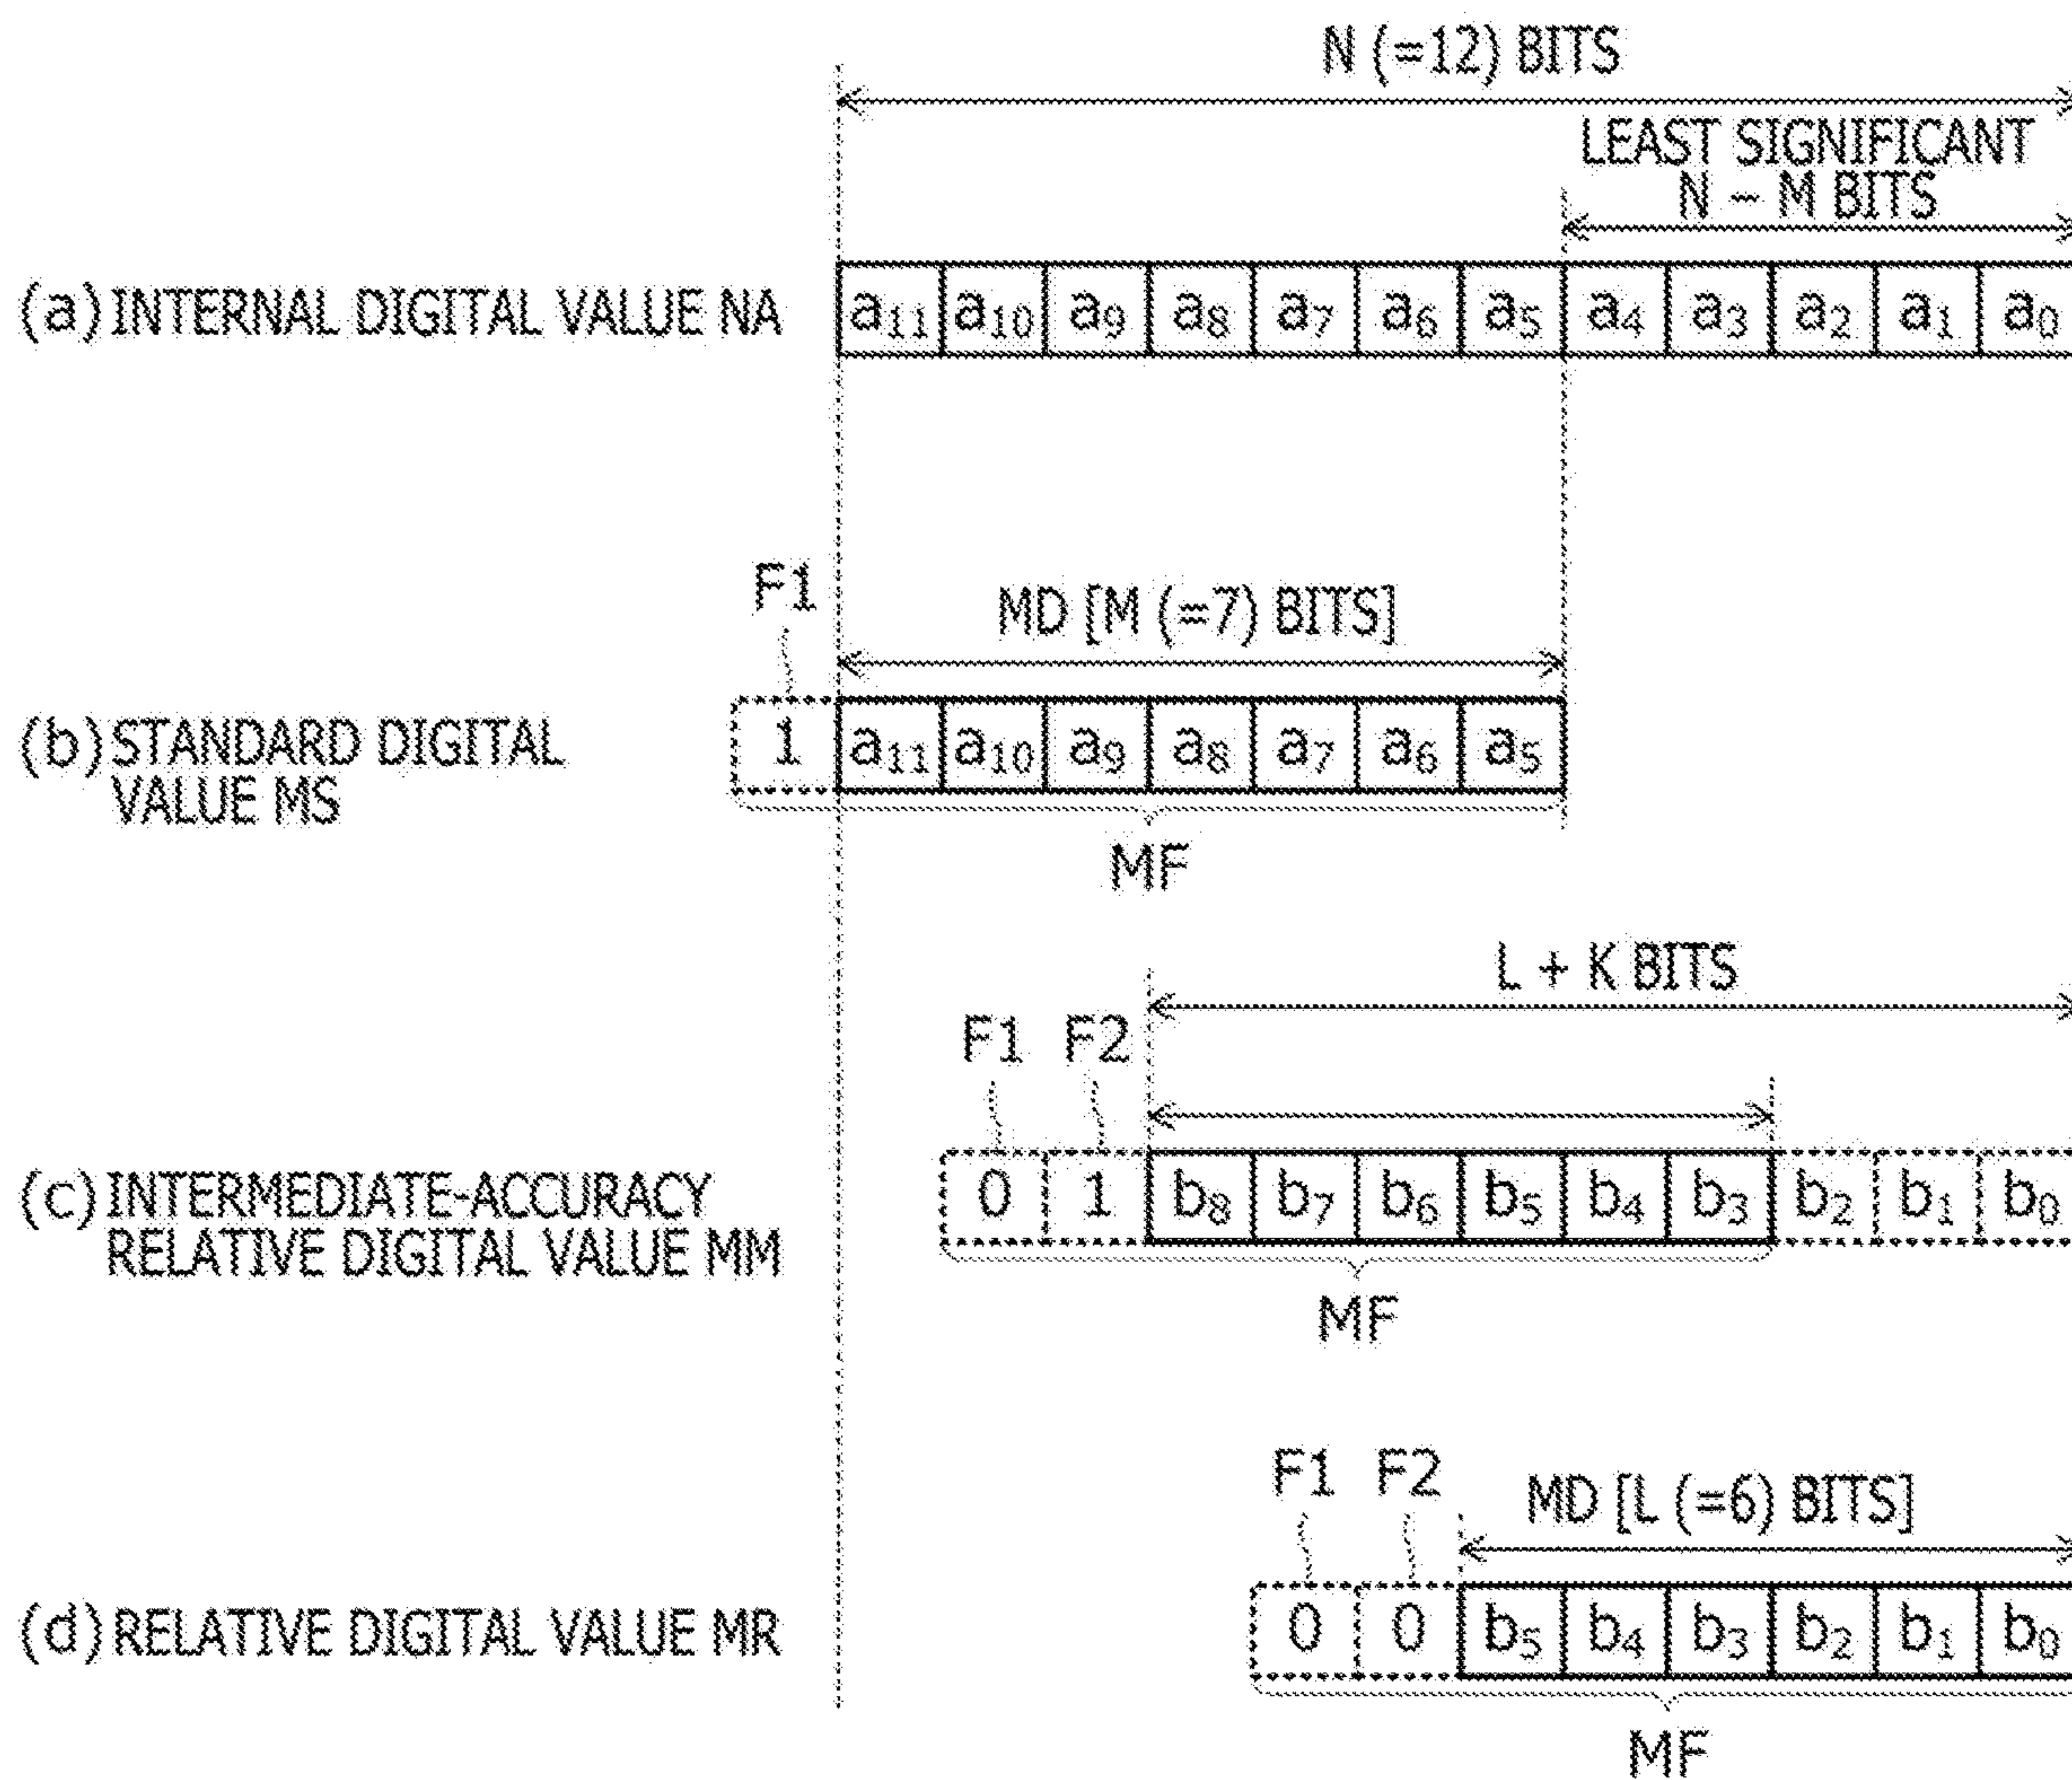 N (=12) BITS
LEAST SIGNIFICANT
N - M BITS
(a) INTERNAL DIGITAL VALUE NA a11 a10 a9 a8 a7 a6 a5 a4 a3 a2 a1 a0
F1 MD [M (=7) BITS]
(b) STANDARD DIGITAL 1 a11 a10 a9 a8 a7 a6 a5
VALUE MS
MF
L + K BITS
F1 F2
(c) INTERMEDIATE-ACCURACY 0 1 b8 b7 b6 b5 b4 b3 b2 b1 b0
RELATIVE DIGITAL VALUE MM
MF
F1 F2 MD [L (=6) BITS]
(d) RELATIVE DIGITAL VALUE MR 0 0 b5 b4 b3 b2 b1 b0
MF